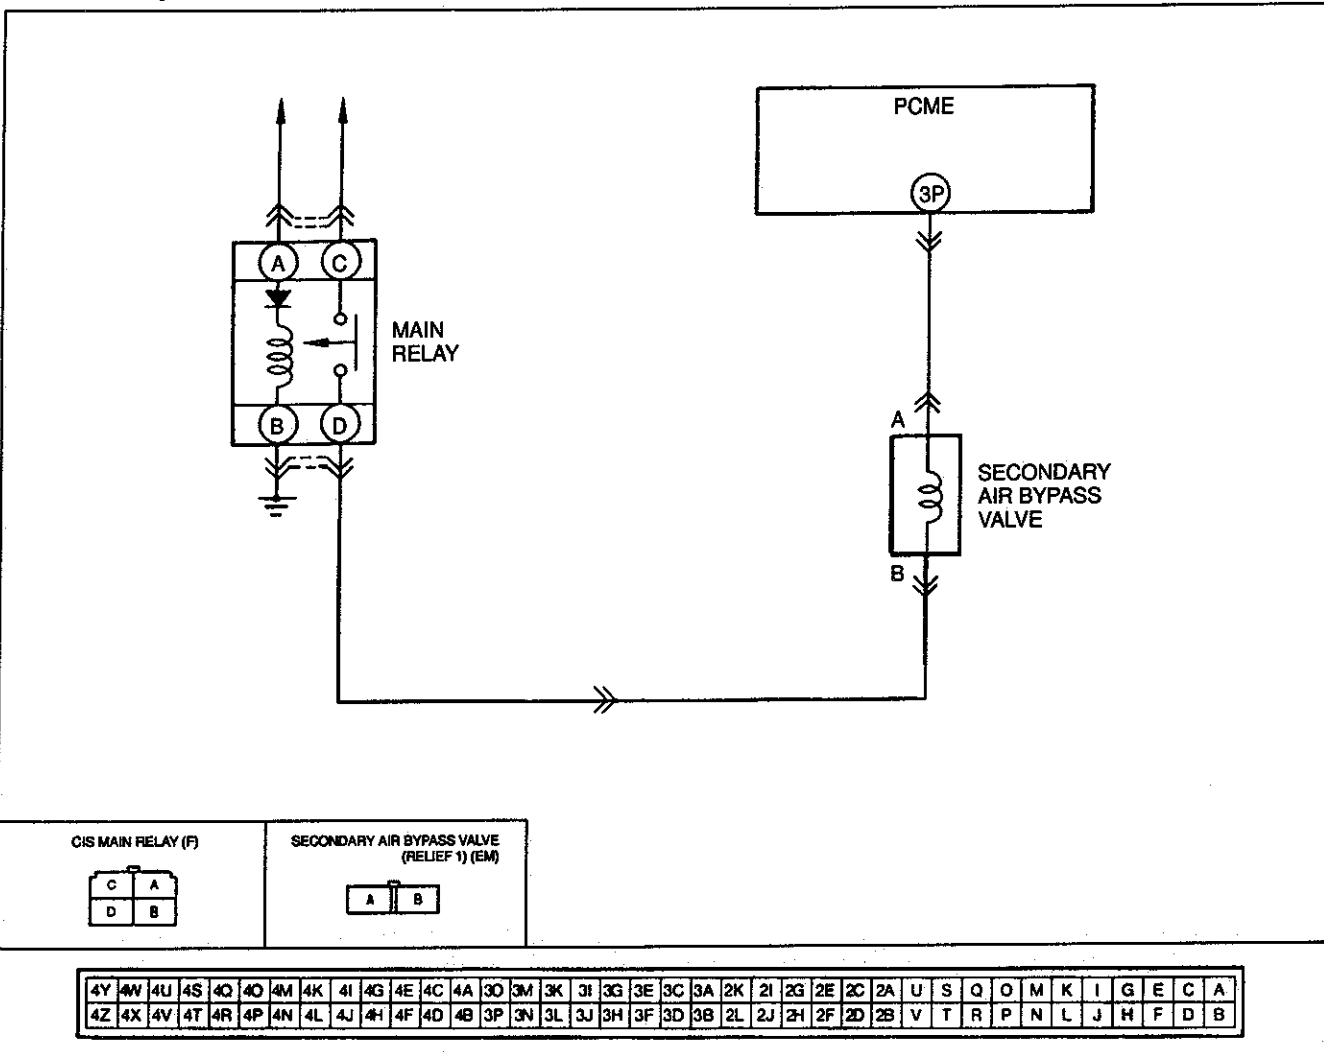 PCME
3P
A C
MAIN
RELAY
B D
A
SECONDARY
AIR BYPASS
VALVE
B
CIS MAIN RELAY (F)
C A
D B
SECONDARY AIR BYPASS VALVE
(RELIEF 1) (EM)
A B
4Y 4W 4U 4S 4Q 4O 4M 4K 4I 4G 4E 4C 4A 3O 3M 3K 3I 3G 3E 3C 3A 2K 2I 2G 2E 2C 2A U S Q O M K I G E C A
4Z 4X 4V 4T 4R 4P 4N 4L 4J 4H 4F 4D 4B 3P 3N 3L 3J 3H 3F 3D 3B 2L 2J 2H 2F 2D 2B V T R P N L J H F D B